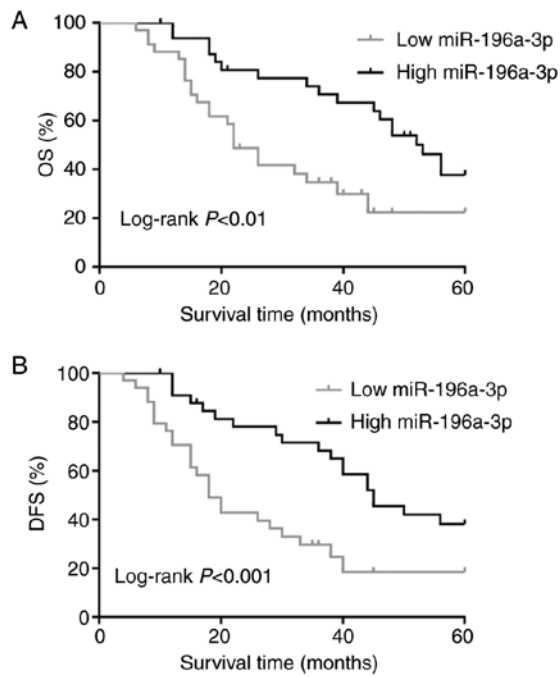 A
100
80
60
40
20
0
OS (%)
Low miR-196a-3p
High miR-196a-3p
Log-rank P<0.01
0 20 40 60
Survival time (months)
B
100
80
60
40
20
0
DFS (%)
Low miR-196a-3p
High miR-196a-3p
Log-rank P<0.001
0 20 40 60
Survival time (months)